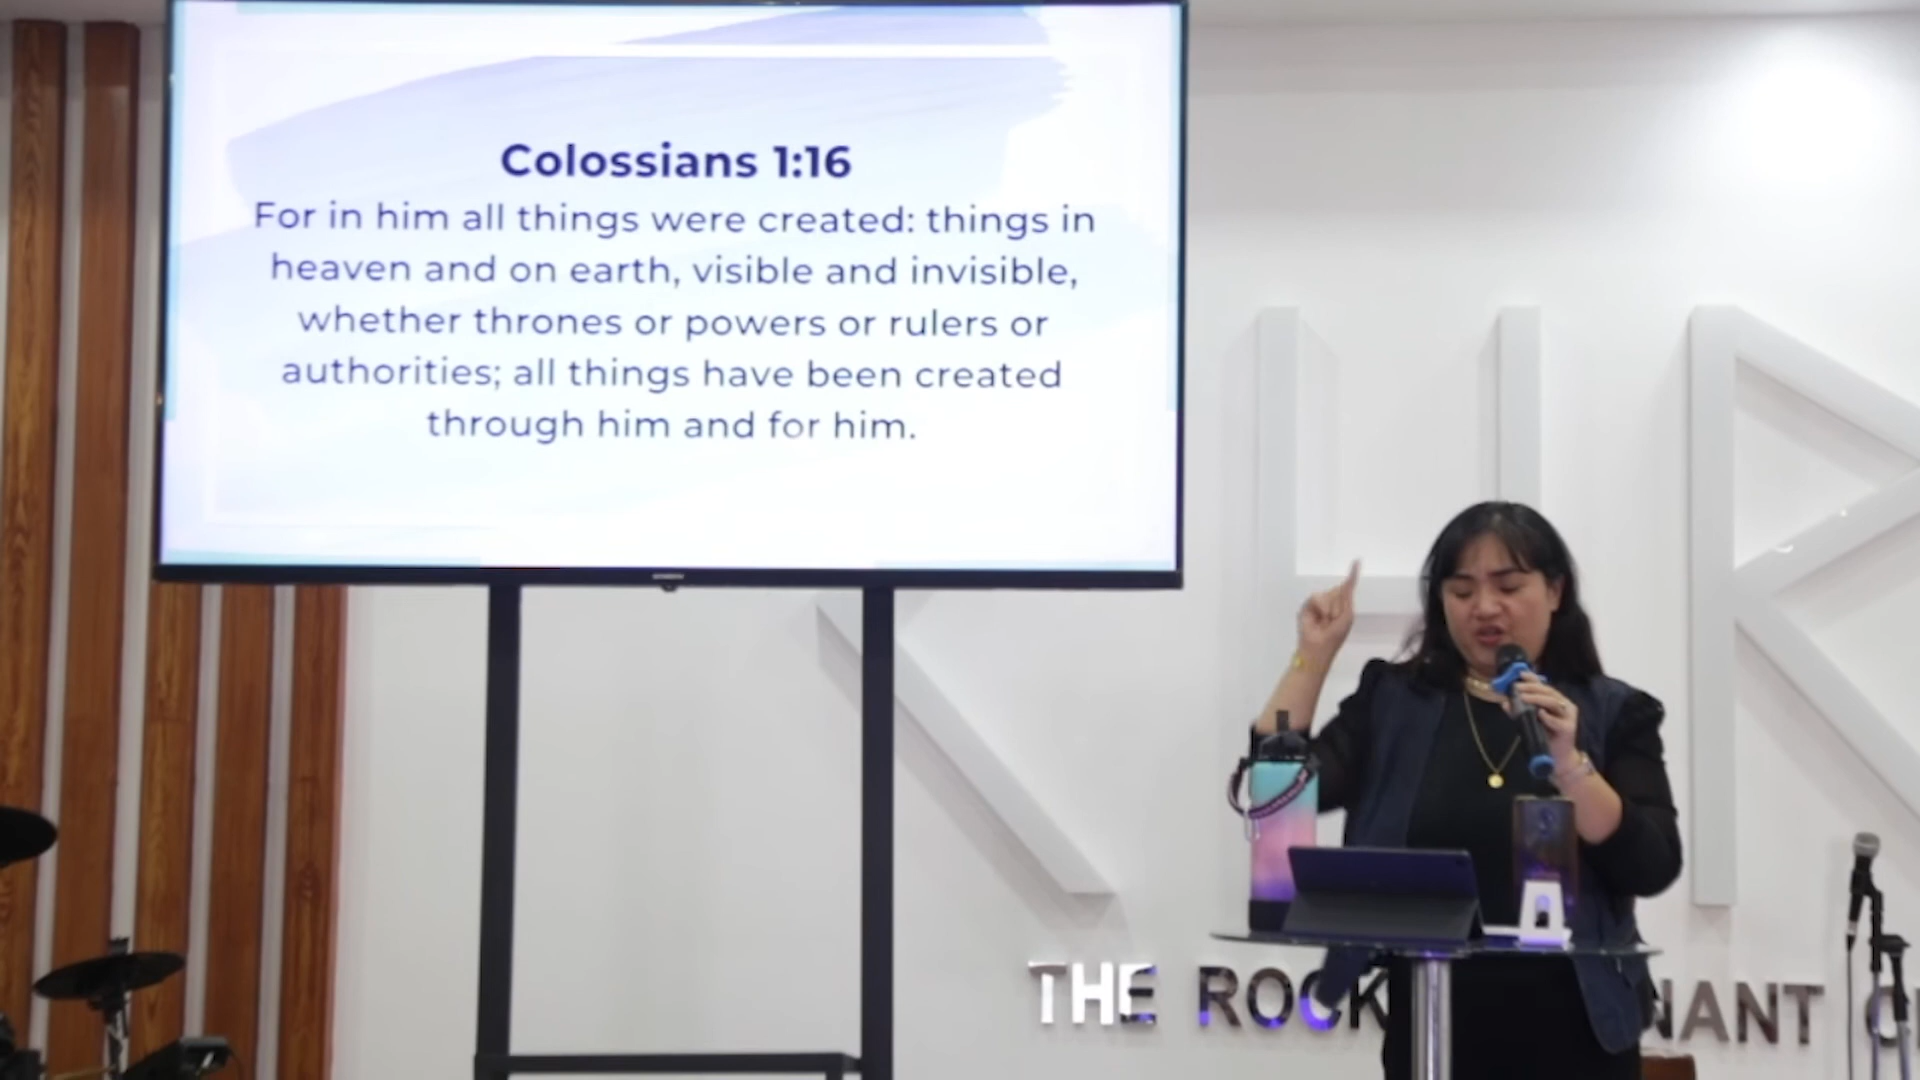 Colossians 1:16
For in him all things were created: things in
heaven and on earth, visible and invisible,
whether thrones or powers or rulers or
authorities; all things have been created
through him and for him.
THE ROCK NANT